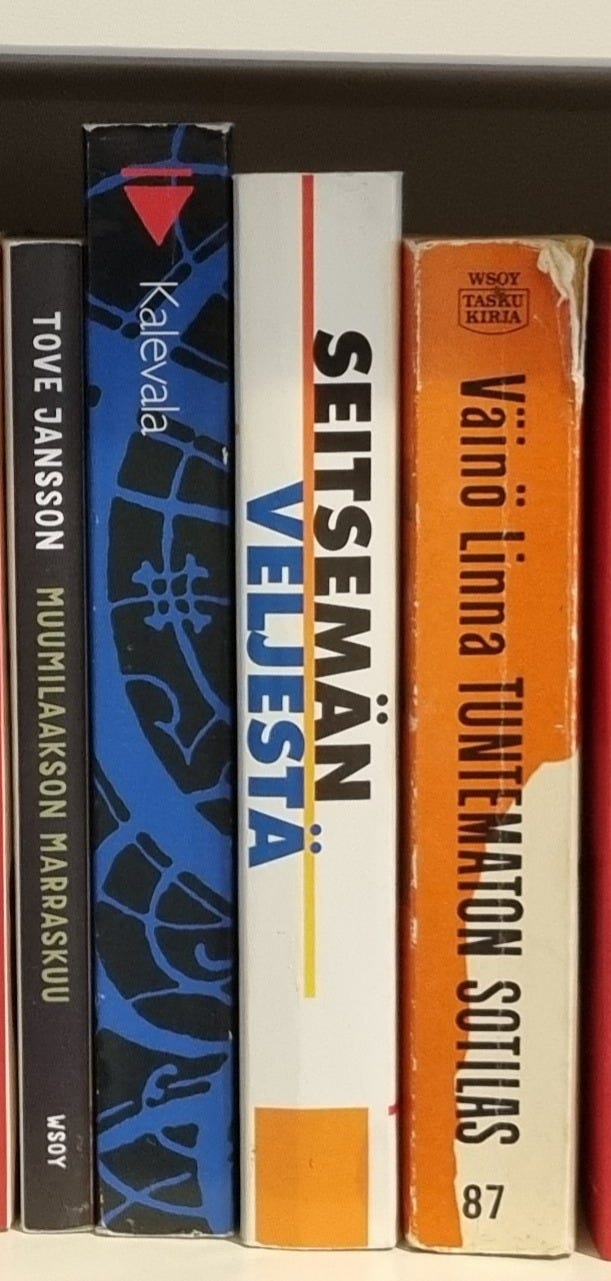 TOVE JANSSON MUUMILAAKSON MARRASKUU WSOY
Kalevala
SEITSEMÄN
VELJESTÄ
WSOY
TASKU
KIRJA
Väinö Linna TUNTEMATON SOTILAS
87